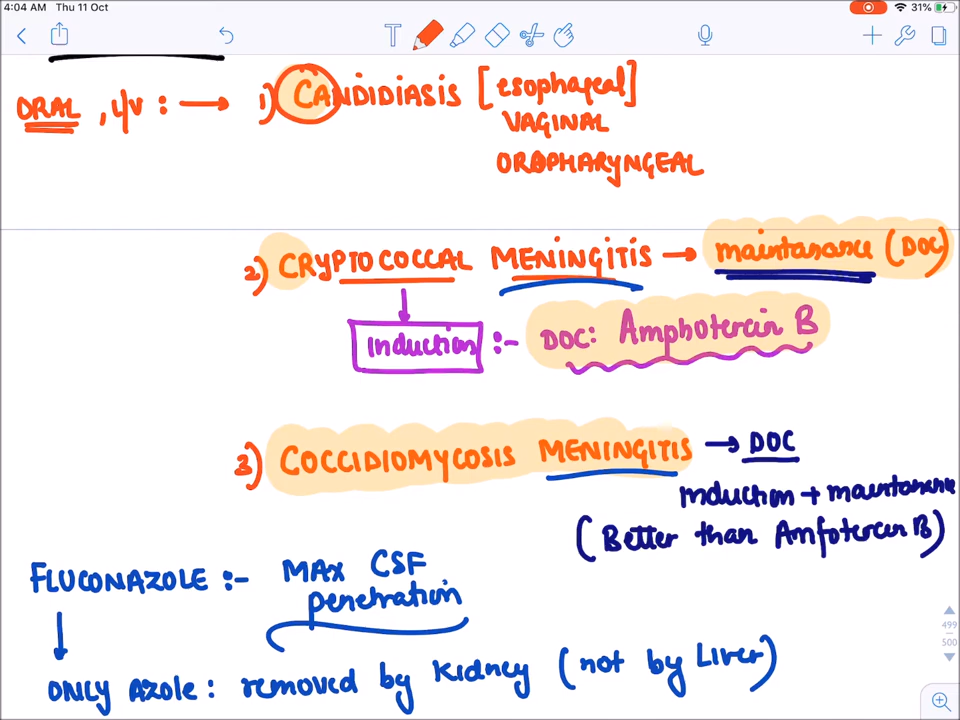 4:04 AM Thu 11 Oct
31%
T
ORAL , I/V : → 1) CANDIDIASIS [esophageal]
VAGINAL
OROPHARYNGEAL
2) CRYPTOCOCCAL MENINGITIS → maintanance (DOC)
induction :- DOC: Amphotercin B
3) COCCIDIOMYCOSIS MENINGITIS → DOC
induction + maintanance
(Better than Amfotercin B)
FLUCONAZOLE :- MAX CSF
penetration
ONLY AZOLE: removed by Kidney (not by Liver)
499
500